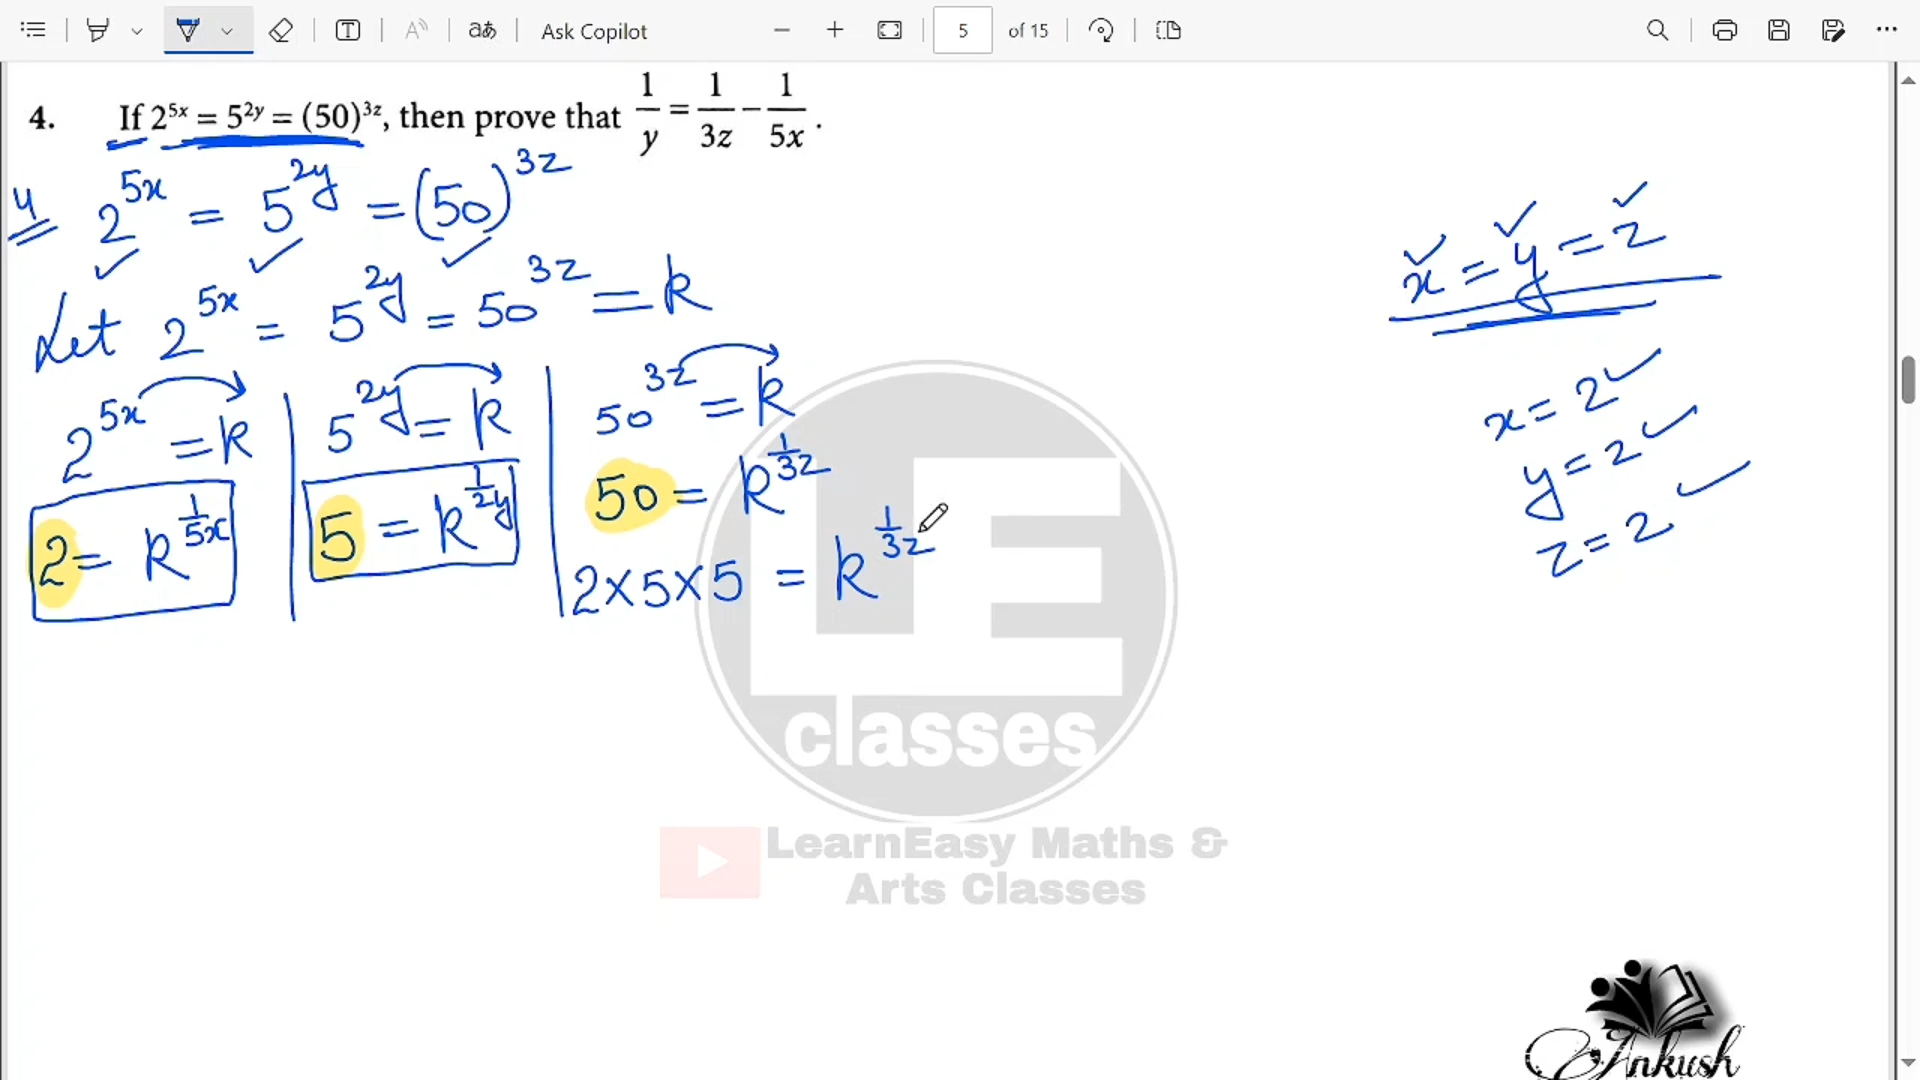 Ask Copilot 5 of 15
4. If 2^{5x} = 5^{2y} = (50)^{3z}, then prove that 1/y = 1/3z − 1/5x .
4 2^{5x} = 5^{2y} = (50)^{3z}
Let 2^{5x} = 5^{2y} = 50^{3z} = k
2^{5x} = k
2 = k^{1/5x}
5^{2y} = k
5 = k^{1/2y}
50^{3z} = k
50 = k^{1/3z}
2×5×5 = k^{1/3z}
x = y = z
x = 2
y = 2
z = 2
LE
classes
LearnEasy Maths &
Arts Classes
Ankush